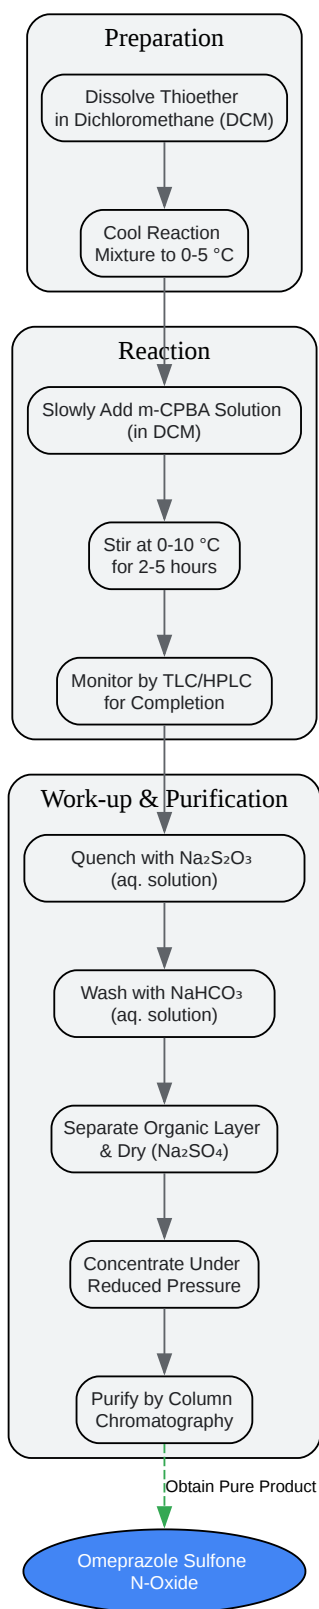 Preparation
Dissolve Thioether
in Dichloromethane (DCM)
Cool Reaction
Mixture to 0-5 °C
Reaction
Slowly Add m-CPBA Solution
(in DCM)
Stir at 0-10 °C
for 2-5 hours
Monitor by TLC/HPLC
for Completion
Work-up & Purification
Quench with Na₂S₂O₃
(aq. solution)
Wash with NaHCO₃
(aq. solution)
Separate Organic Layer
& Dry (Na₂SO₄)
Concentrate Under
Reduced Pressure
Purify by Column
Chromatography
Obtain Pure Product
Omeprazole Sulfone
N-Oxide